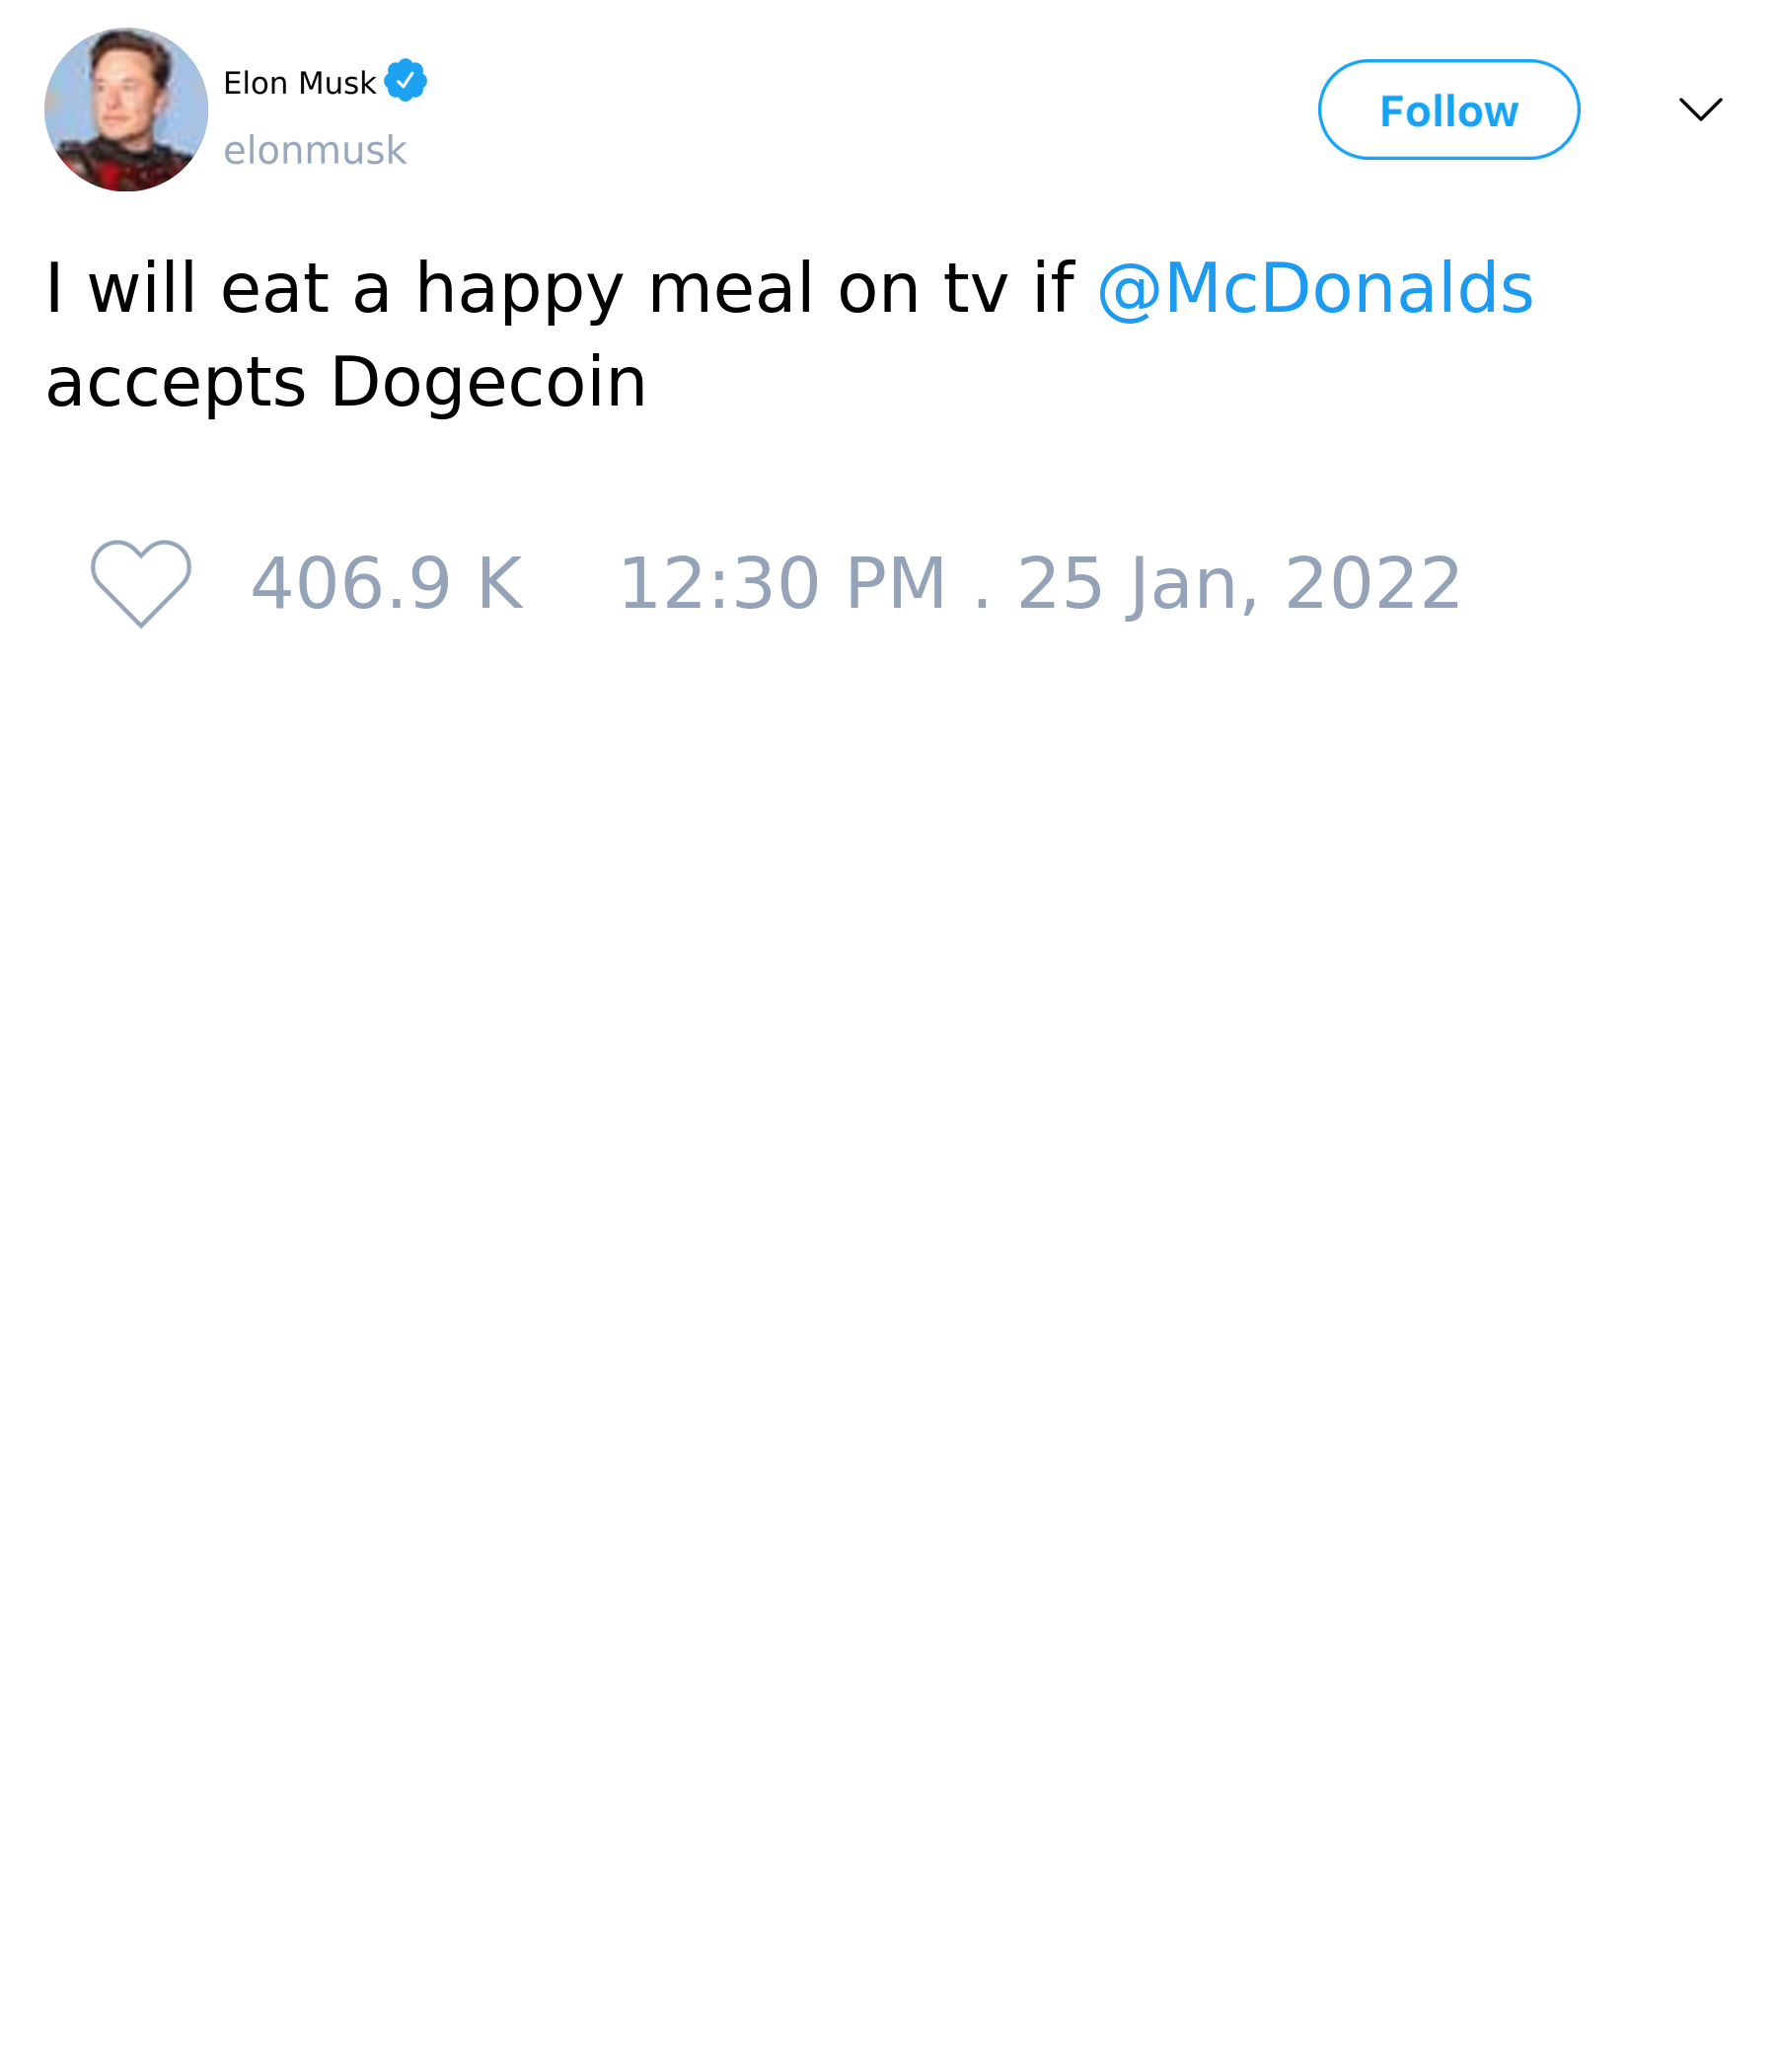 Elon Musk
elonmusk
Follow
I will eat a happy meal on tv if @McDonalds
accepts Dogecoin
406.9 K 12:30 PM . 25 Jan, 2022